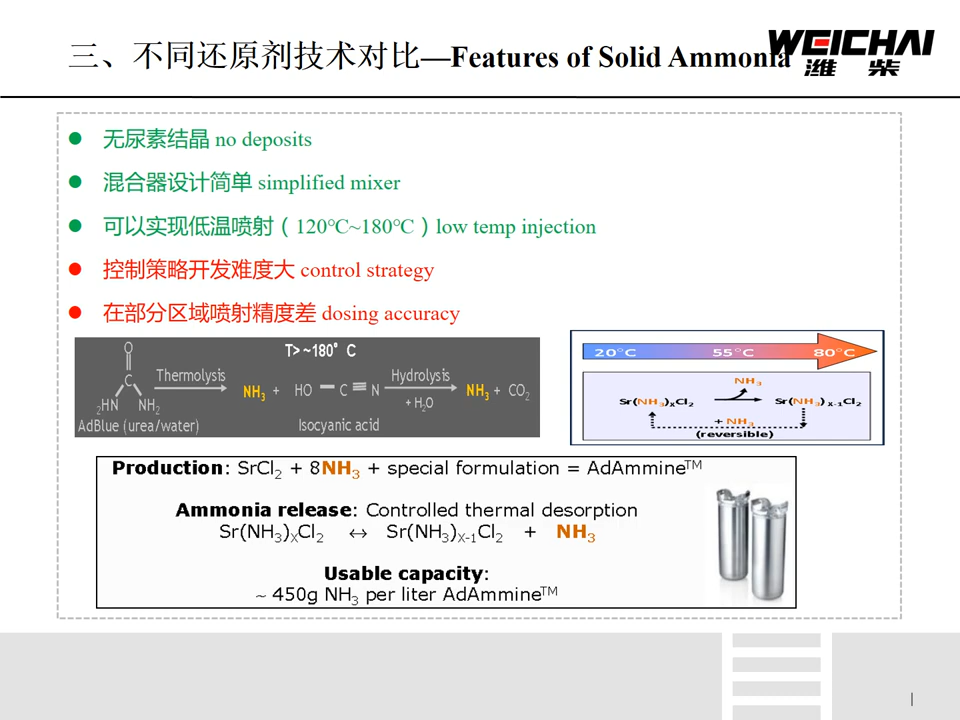 三、不同还原剂技术对比—Features of Solid Ammonia
WEICHAI
潍柴
无尿素结晶 no deposits
混合器设计简单 simplified mixer
可以实现低温喷射（120℃~180℃）low temp injection
控制策略开发难度大 control strategy
在部分区域喷射精度差 dosing accuracy
T> ~180° C
O
C
2HN NH2
Thermolysis
NH3 + HO C N
Hydrolysis
+ H2O
NH3 + CO2
AdBlue (urea/water)
Isocyanic acid
20°C 55°C 80°C
NH3
Sr(NH3)XCl2
Sr(NH3)X-1Cl2
+ NH3
(reversible)
Production: SrCl2 + 8NH3 + special formulation = AdAmmine™
Ammonia release: Controlled thermal desorption
Sr(NH3)XCl2 ↔ Sr(NH3)X-1Cl2 + NH3
Usable capacity:
~ 450g NH3 per liter AdAmmine™